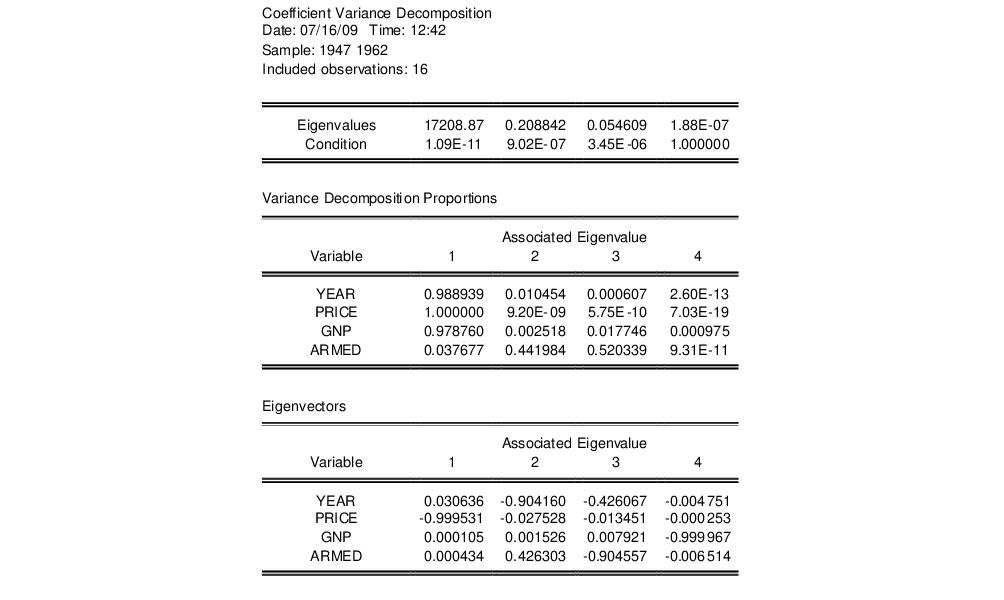 Coefficient Variance Decomposition
Date: 07/16/09 Time: 12:42
Sample: 1947 1962
Included observations: 16
Eigenvalues 17208.87 0.208842 0.054609 1.88E-07
Condition 1.09E-11 9.02E-07 3.45E-06 1.000000
Variance Decomposition Proportions
Associated Eigenvalue
Variable 1 2 3 4
YEAR 0.988939 0.010454 0.000607 2.60E-13
PRICE 1.000000 9.20E-09 5.75E-10 7.03E-19
GNP 0.978760 0.002518 0.017746 0.000975
ARMED 0.037677 0.441984 0.520339 9.31E-11
Eigenvectors
Associated Eigenvalue
Variable 1 2 3 4
YEAR 0.030636 -0.904160 -0.426067 -0.004751
PRICE -0.999531 -0.027528 -0.013451 -0.000253
GNP 0.000105 0.001526 0.007921 -0.999967
ARMED 0.000434 0.426303 -0.904557 -0.006514